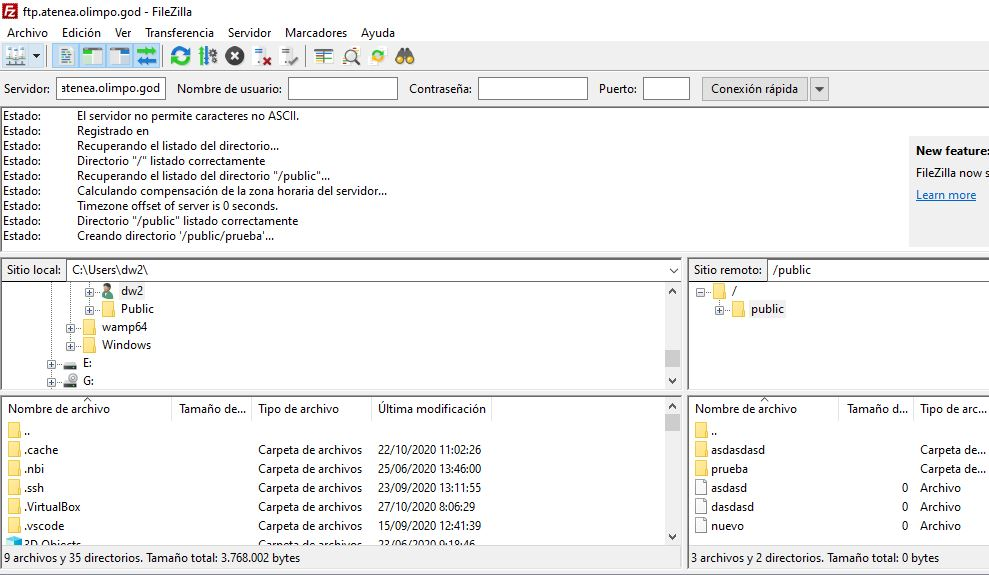 ftp.atenea.olimpo.god - FileZilla
Archivo Edición Ver Transferencia Servidor Marcadores Ayuda
Servidor: atenea.olimpo.god Nombre de usuario: Contraseña: Puerto: Conexión rápida
Estado: El servidor no permite caracteres no ASCII.
Estado: Registrado en
Estado: Recuperando el listado del directorio...
Estado: Directorio "/" listado correctamente
Estado: Recuperando el listado del directorio "/public"...
Estado: Calculando compensación de la zona horaria del servidor...
Estado: Timezone offset of server is 0 seconds.
Estado: Directorio "/public" listado correctamente
Estado: Creando directorio '/public/prueba'...
New feature:
FileZilla now s
Learn more
Sitio local: C:\Users\dw2\
dw2
Public
wamp64
Windows
E:
G:
Sitio remoto: /public
/
public
Nombre de archivo Tamaño de... Tipo de archivo Última modificación
..
.cache Carpeta de archivos 22/10/2020 11:02:26
.nbi Carpeta de archivos 25/06/2020 13:46:00
.ssh Carpeta de archivos 23/09/2020 13:11:55
.VirtualBox Carpeta de archivos 27/10/2020 8:06:29
.vscode Carpeta de archivos 15/09/2020 12:41:39
3D Objects Carpeta de archivos 23/06/2020 9:18:46
9 archivos y 35 directorios. Tamaño total: 3.768.002 bytes
Nombre de archivo Tamaño d... Tipo de arc...
..
asdasdasd Carpeta de...
prueba Carpeta de...
asdasd 0 Archivo
dasdasd 0 Archivo
nuevo 0 Archivo
3 archivos y 2 directorios. Tamaño total: 0 bytes